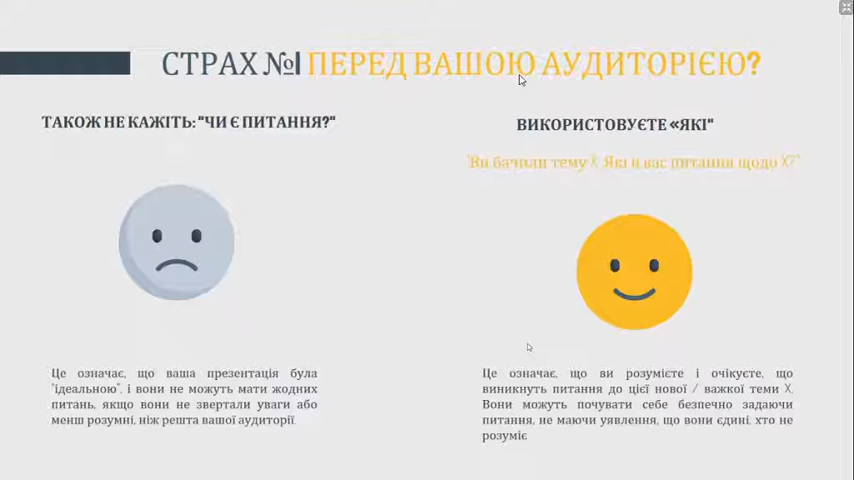 СТРАХ №1 ПЕРЕД ВАШОЮ АУДИТОРІЄЮ?
ТАКОЖ НЕ КАЖІТЬ: "ЧИ Є ПИТАННЯ?"
ВИКОРИСТОВУЄТЕ «ЯКІ"
"Ви бачили тему X. Які у вас питання щодо X?"
Це означає, що ваша презентація була
"ідеальною", і вони не можуть мати жодних
питань, якщо вони не звертали уваги або
менш розумні, ніж решта вашої аудиторії.
Це означає, що ви розумієте і очікуєте, що
виникнуть питання до цієї нової / важкої теми X.
Вони можуть почувати себе безпечно задаючи
питання, не маючи уявлення, що вони єдині, хто не
розуміє